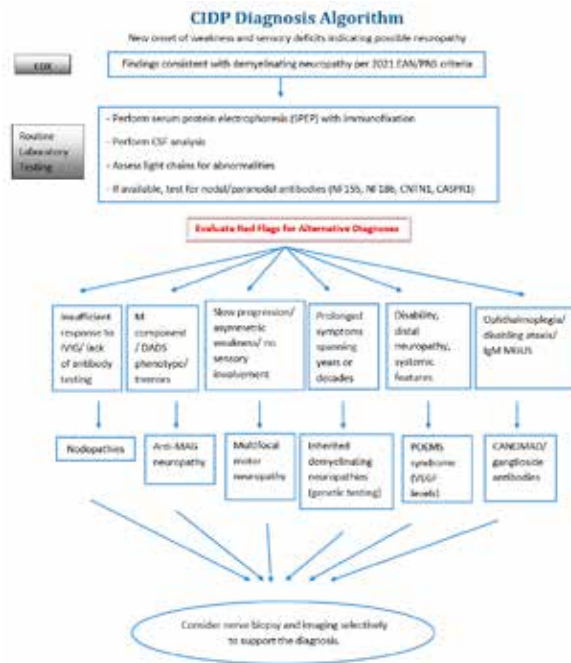 CIDP Diagnosis Algorithm
New onset of weakness and sensory deficits indicating possible neuropathy
EDX
Findings consistent with demyelinating neuropathy per 2021 EAN/PNS criteria
Routine
Laboratory
Testing
- Perform serum protein electrophoresis (SPEP) with immunofixation
- Perform CSF analysis
- Assess light chains for abnormalities
- If available, test for nodal/paranodal antibodies (NF155, NF186, CNTN1, CASPR1)
Evaluate Red Flags for Alternative Diagnoses
Insufficient
response to
IVIG/ lack
of antibody
testing
M
component
/ DADS
phenotype/
tremors
Slow progression/
asymmetric
weakness/ no
sensory
involvement
Prolonged
symptoms
spanning
years or
decades
Disability,
distal
neuropathy,
systemic
features
Ophthalmoplegia/
disabling ataxia/
IgM MGUS
Nodopathies
Anti-MAG
neuropathy
Multifocal
motor
neuropathy
Inherited
demyelinating
neuropathies
(genetic testing)
POEMS
syndrome
(VEGF
levels)
CANOMAD/
ganglioside
antibodies
Consider nerve biopsy and imaging selectively
to support the diagnosis.